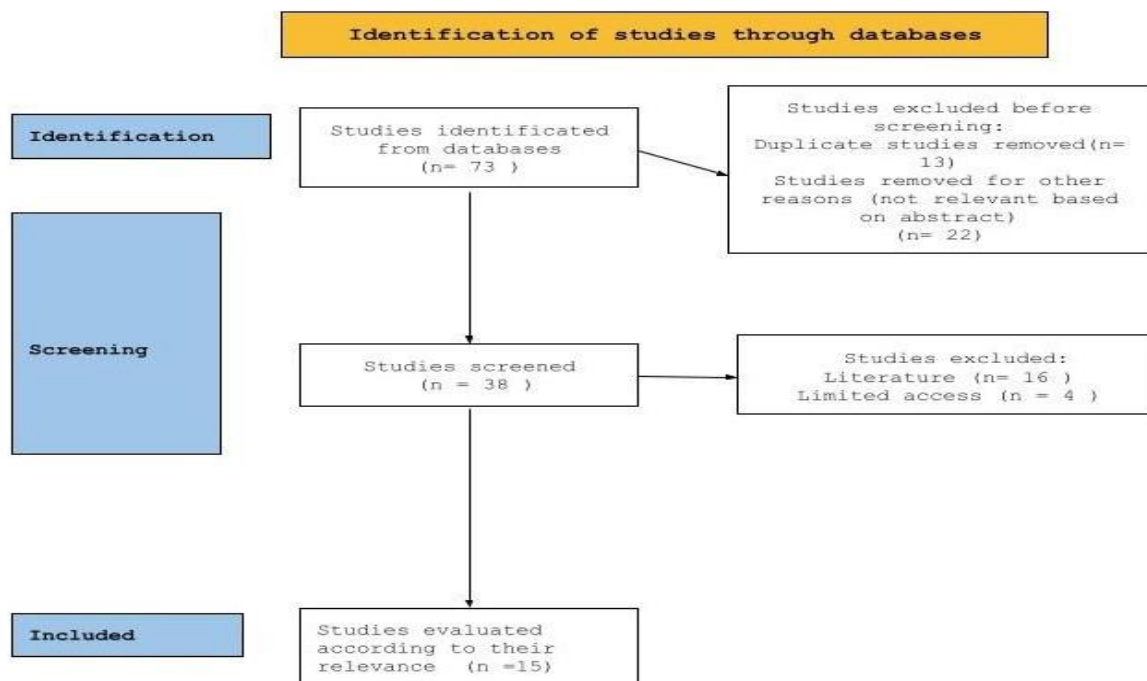 Identification of studies through databases
Identification
Studies identificated
from databases
(n= 73 )
Studies excluded before
screening:
Duplicate studies removed(n=
13)
Studies removed for other
reasons (not relevant based
on abstract)
(n= 22)
Screening
Studies screened
(n = 38 )
Studies excluded:
Literature (n= 16 )
Limited access (n = 4 )
Included
Studies evaluated
according to their
relevance (n =15)